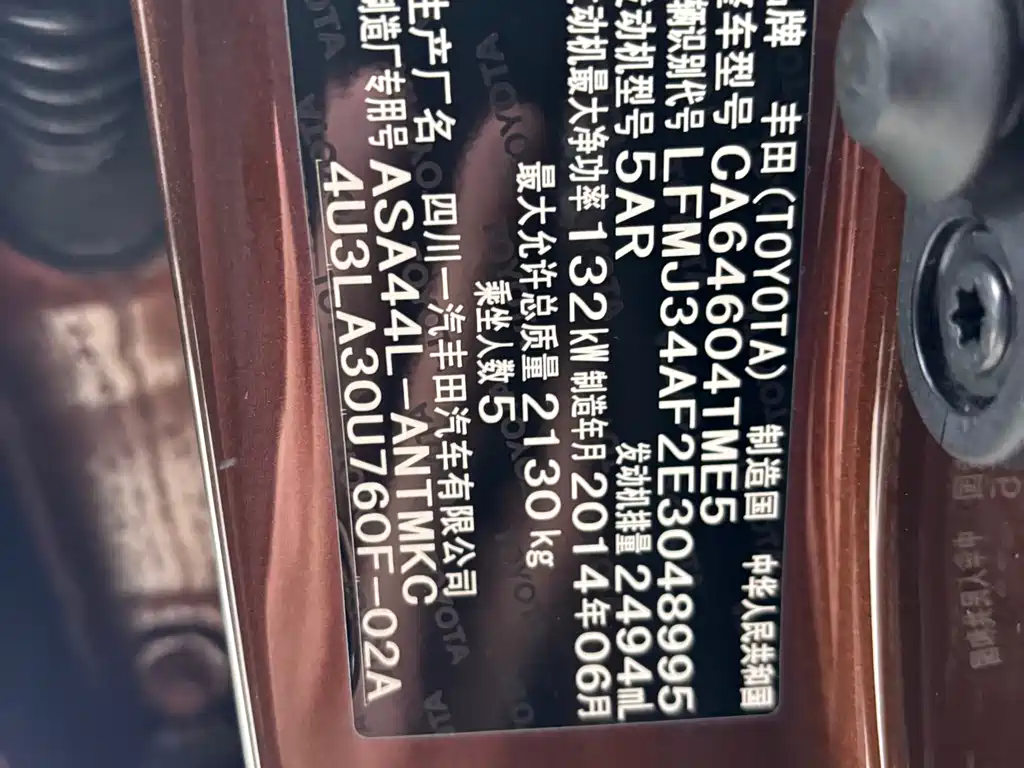 品牌 丰田(TOYOTA) 制造国 中华人民共和国
整车型号 CA64604TME5
车辆识别代号 LFMJ34AF2E3048995
发动机型号 5AR 发动机排量 2494mL
发动机最大净功率 132kW 制造年月 2014年06月
最大允许总质量 2130kg
乘坐人数 5
生产厂名 四川一汽丰田汽车有限公司
制造厂专用号 ASA44L-ANTMKC
4U3LA30U760F-02A